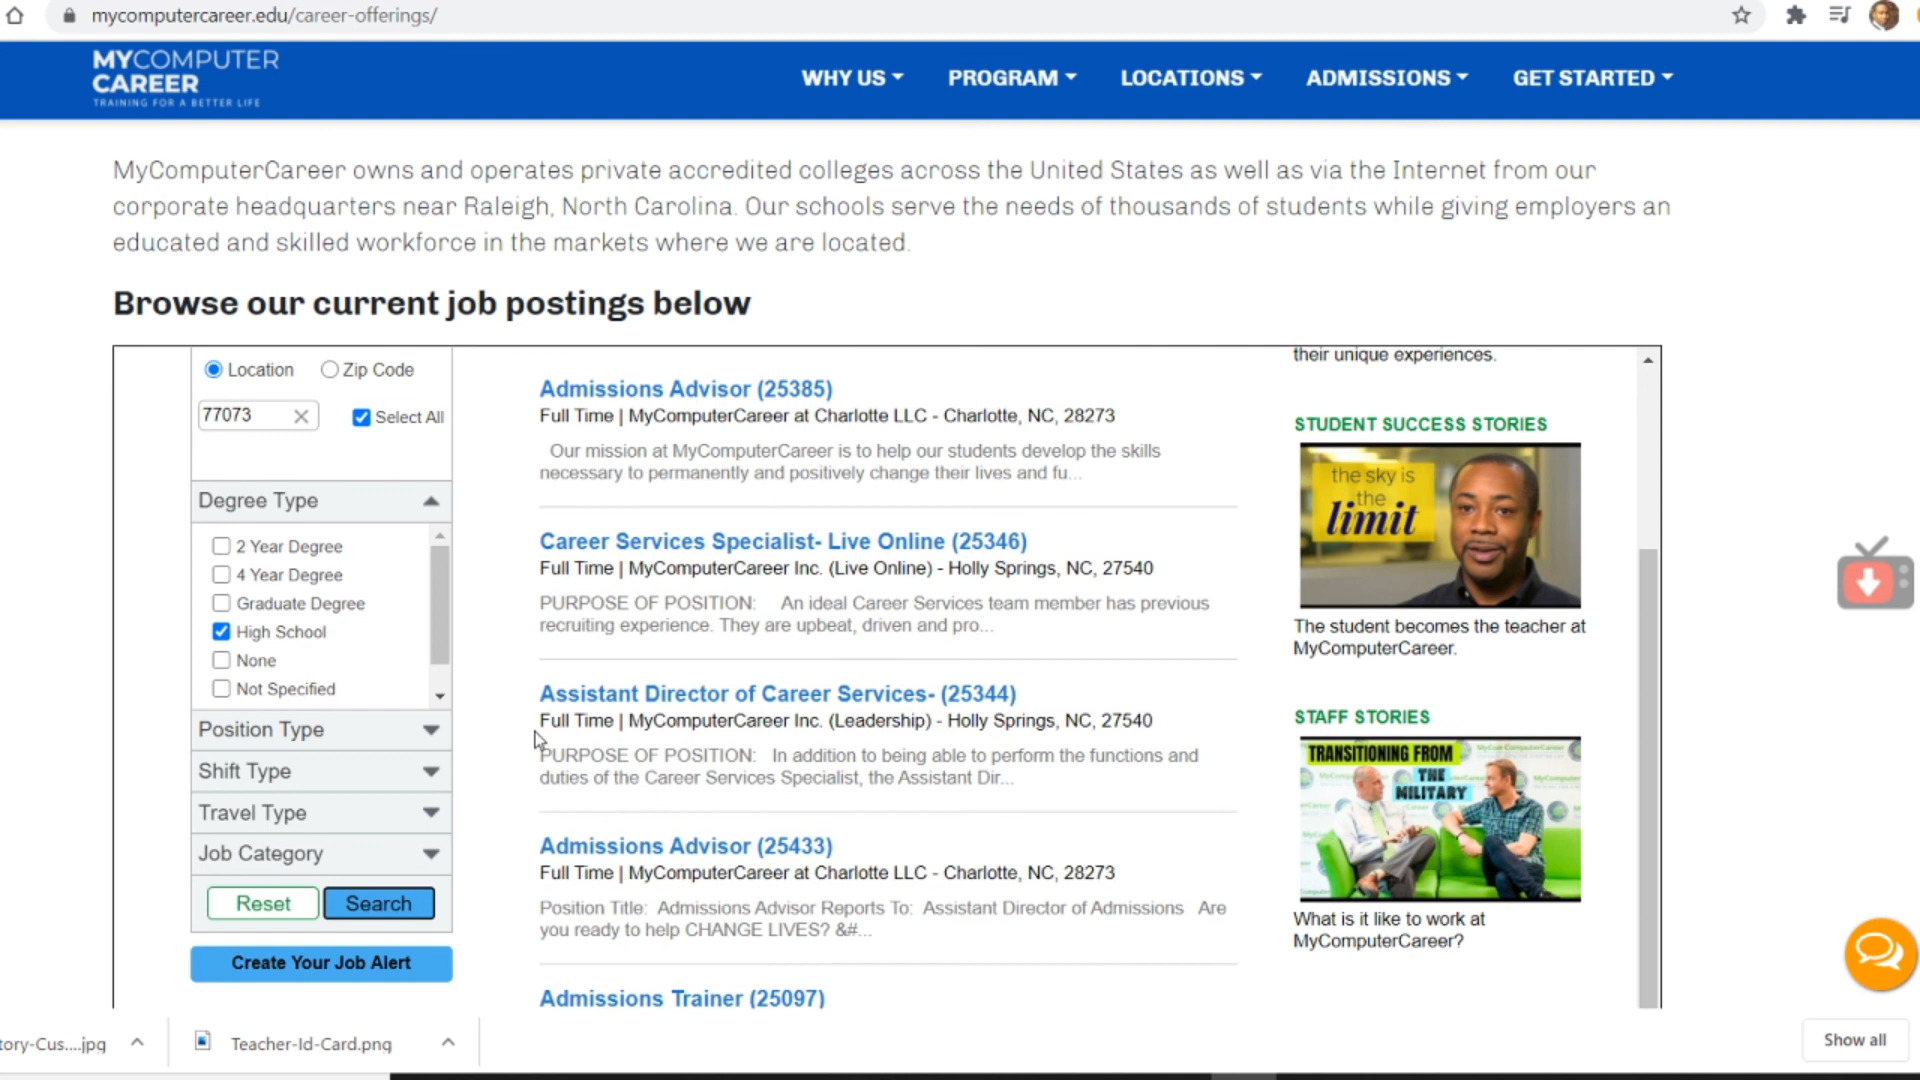 mycomputercareer.edu/career-offerings/
MYCOMPUTER
CAREER
TRAINING FOR A BETTER LIFE
WHY US
PROGRAM
LOCATIONS
ADMISSIONS
GET STARTED
MyComputerCareer owns and operates private accredited colleges across the United States as well as via the Internet from our
corporate headquarters near Raleigh, North Carolina. Our schools serve the needs of thousands of students while giving employers an
educated and skilled workforce in the markets where we are located.
Browse our current job postings below
Location
Zip Code
77073
Select All
Degree Type
2 Year Degree
4 Year Degree
Graduate Degree
High School
None
Not Specified
Position Type
Shift Type
Travel Type
Job Category
Reset
Search
Create Your Job Alert
Admissions Advisor (25385)
Full Time | MyComputerCareer at Charlotte LLC - Charlotte, NC, 28273
Our mission at MyComputerCareer is to help our students develop the skills
necessary to permanently and positively change their lives and fu...
Career Services Specialist- Live Online (25346)
Full Time | MyComputerCareer Inc. (Live Online) - Holly Springs, NC, 27540
PURPOSE OF POSITION: An ideal Career Services team member has previous
recruiting experience. They are upbeat, driven and pro...
Assistant Director of Career Services- (25344)
Full Time | MyComputerCareer Inc. (Leadership) - Holly Springs, NC, 27540
PURPOSE OF POSITION: In addition to being able to perform the functions and
duties of the Career Services Specialist, the Assistant Dir...
Admissions Advisor (25433)
Full Time | MyComputerCareer at Charlotte LLC - Charlotte, NC, 28273
Position Title: Admissions Advisor Reports To: Assistant Director of Admissions Are
you ready to help CHANGE LIVES? &#...
Admissions Trainer (25097)
their unique experiences.
STUDENT SUCCESS STORIES
the sky is
the
limit
The student becomes the teacher at
MyComputerCareer.
STAFF STORIES
TRANSITIONING FROM
THE
MILITARY
What is it like to work at
MyComputerCareer?
tory-Cus....jpg
Teacher-Id-Card.png
Show all